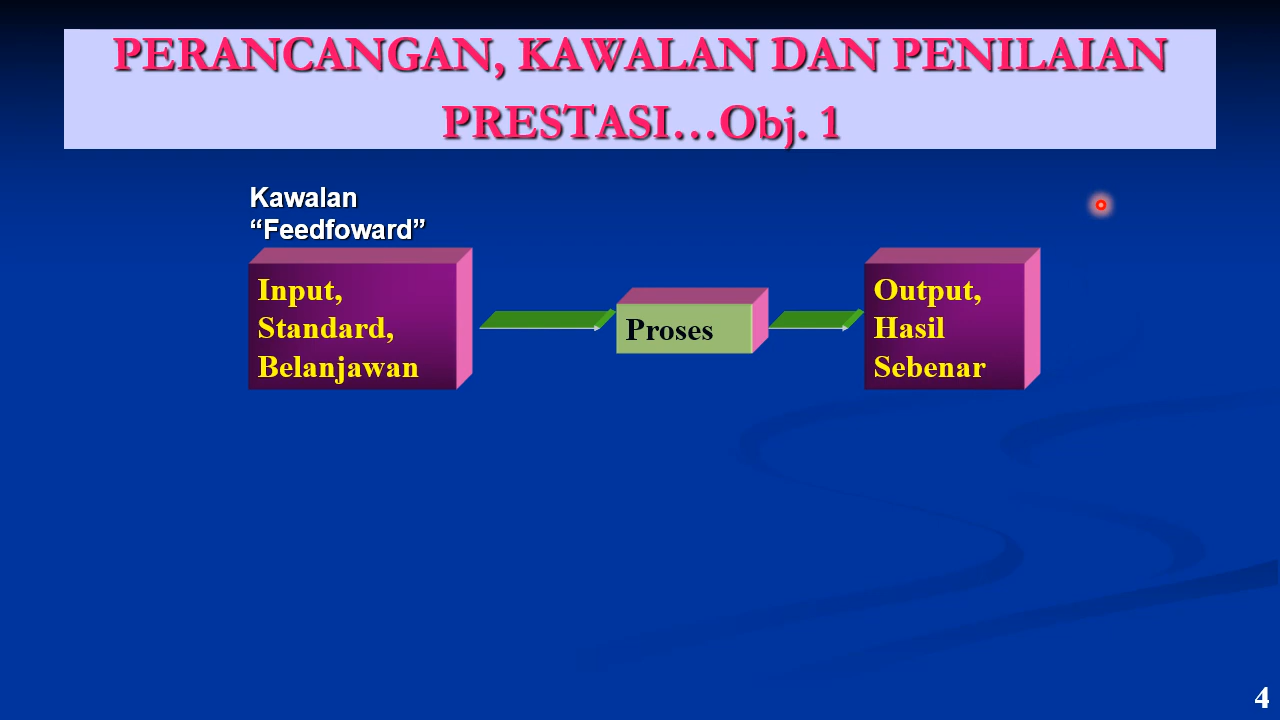 PERANCANGAN, KAWALAN DAN PENILAIAN
PRESTASI...Obj. 1
Kawalan
“Feedfoward”
Input,
Standard,
Belanjawan
Proses
Output,
Hasil
Sebenar
4